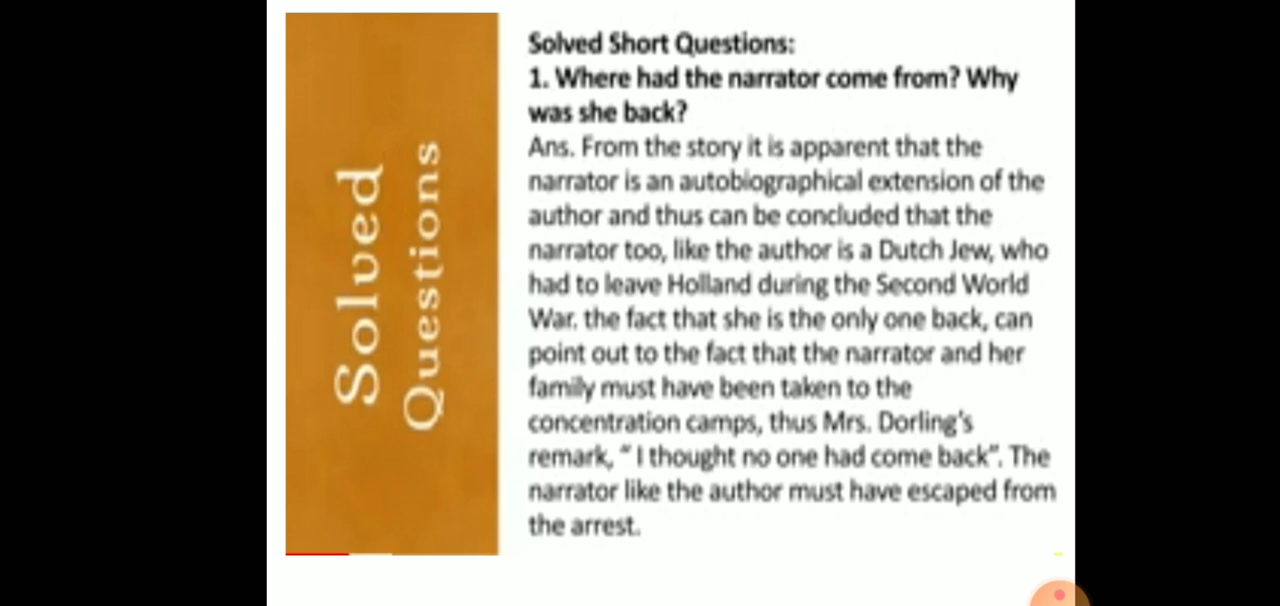 Solved
Questions
Solved Short Questions:
1. Where had the narrator come from? Why
was she back?
Ans. From the story it is apparent that the
narrator is an autobiographical extension of the
author and thus can be concluded that the
narrator too, like the author is a Dutch Jew, who
had to leave Holland during the Second World
War. the fact that she is the only one back, can
point out to the fact that the narrator and her
family must have been taken to the
concentration camps, thus Mrs. Dorling's
remark, “ I thought no one had come back”. The
narrator like the author must have escaped from
the arrest.